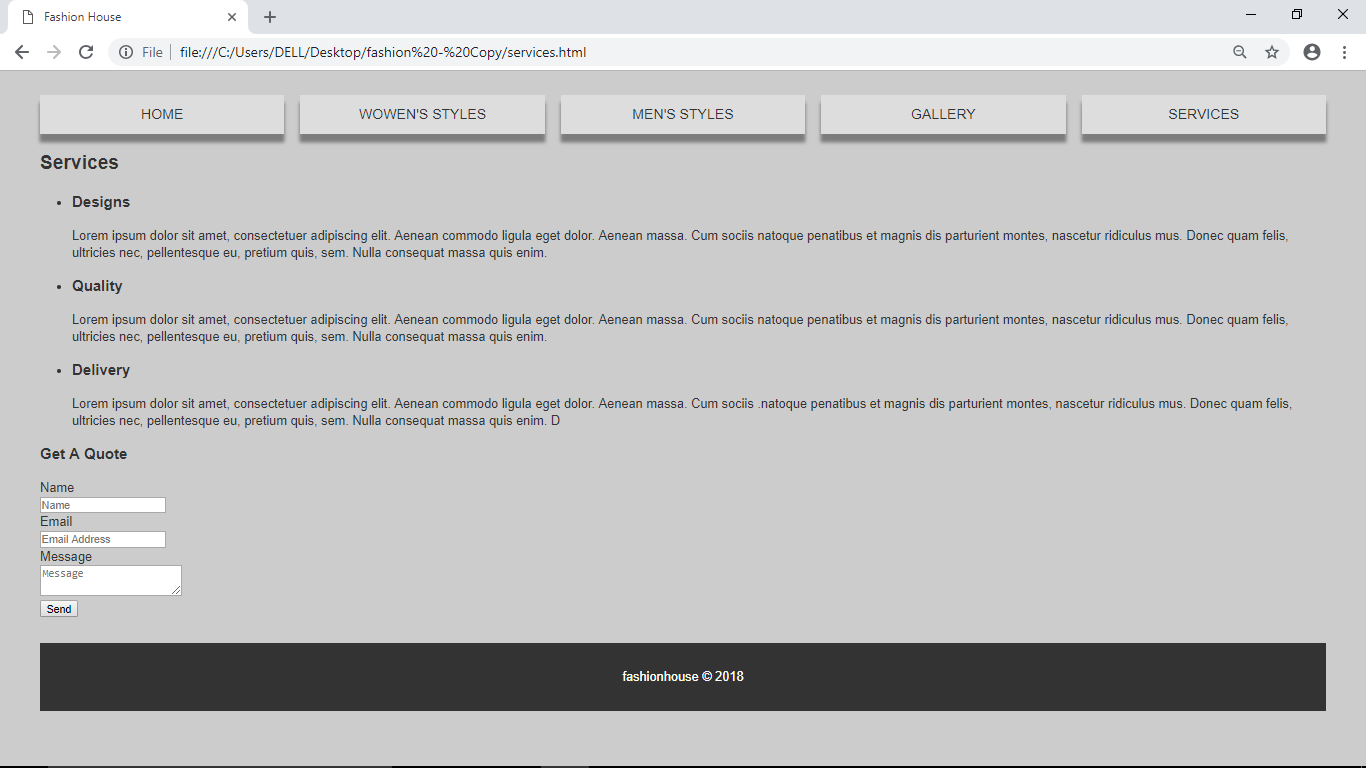 Fashion House
File
file:///C:/Users/DELL/Desktop/fashion%20-%20Copy/services.html
HOME
WOWEN'S STYLES
MEN'S STYLES
GALLERY
SERVICES
Services
Designs
Lorem ipsum dolor sit amet, consectetuer adipiscing elit. Aenean commodo ligula eget dolor. Aenean massa. Cum sociis natoque penatibus et magnis dis parturient montes, nascetur ridiculus mus. Donec quam felis,
ultricies nec, pellentesque eu, pretium quis, sem. Nulla consequat massa quis enim.
Quality
Lorem ipsum dolor sit amet, consectetuer adipiscing elit. Aenean commodo ligula eget dolor. Aenean massa. Cum sociis natoque penatibus et magnis dis parturient montes, nascetur ridiculus mus. Donec quam felis,
ultricies nec, pellentesque eu, pretium quis, sem. Nulla consequat massa quis enim.
Delivery
Lorem ipsum dolor sit amet, consectetuer adipiscing elit. Aenean commodo ligula eget dolor. Aenean massa. Cum sociis .natoque penatibus et magnis dis parturient montes, nascetur ridiculus mus. Donec quam felis,
ultricies nec, pellentesque eu, pretium quis, sem. Nulla consequat massa quis enim. D
Get A Quote
Name
Name
Email
Email Address
Message
Message
Send
fashionhouse © 2018